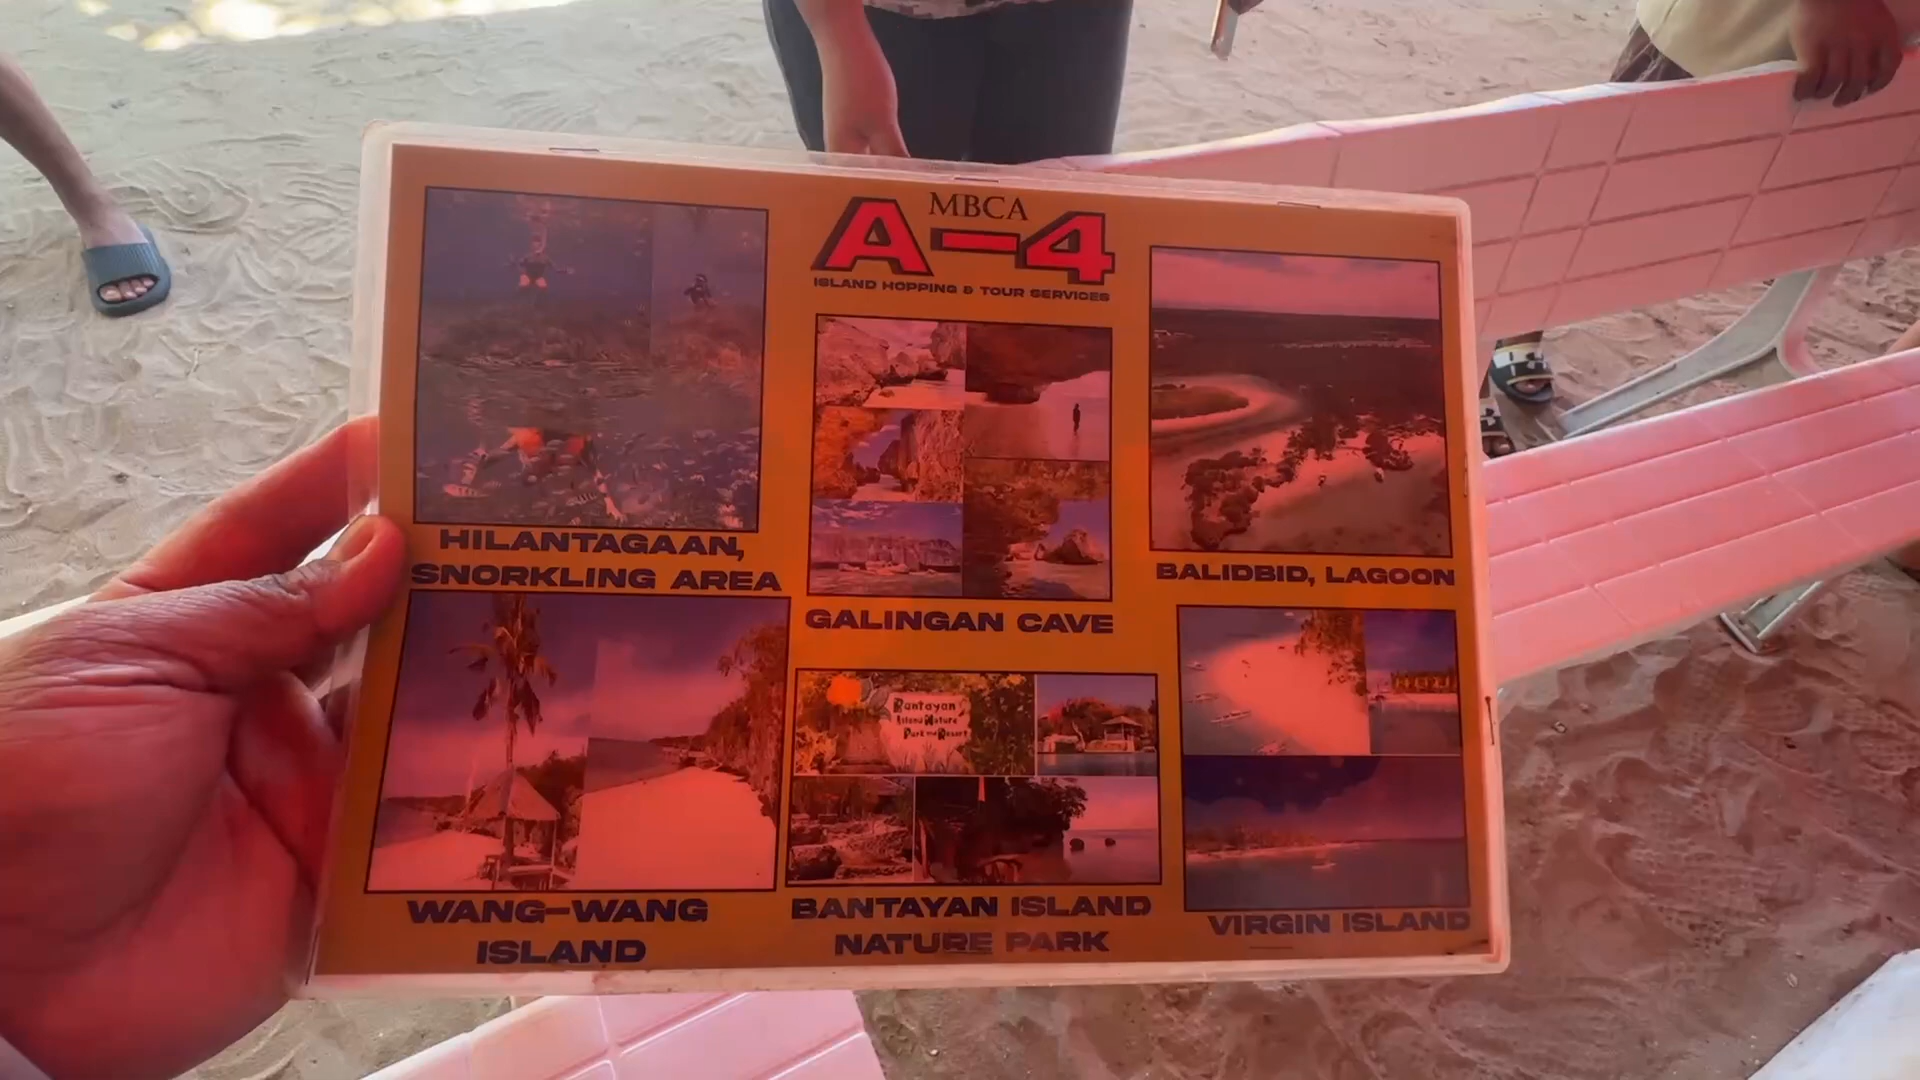 MBCA
A-4
ISLAND HOPPING & TOUR SERVICES
HILANTAGAAN,
SNORKLING AREA
GALINGAN CAVE
BALIDBID, LAGOON
Bantayan
Island Nature
Park and Resort
WANG-WANG
ISLAND
BANTAYAN ISLAND
NATURE PARK
VIRGIN ISLAND